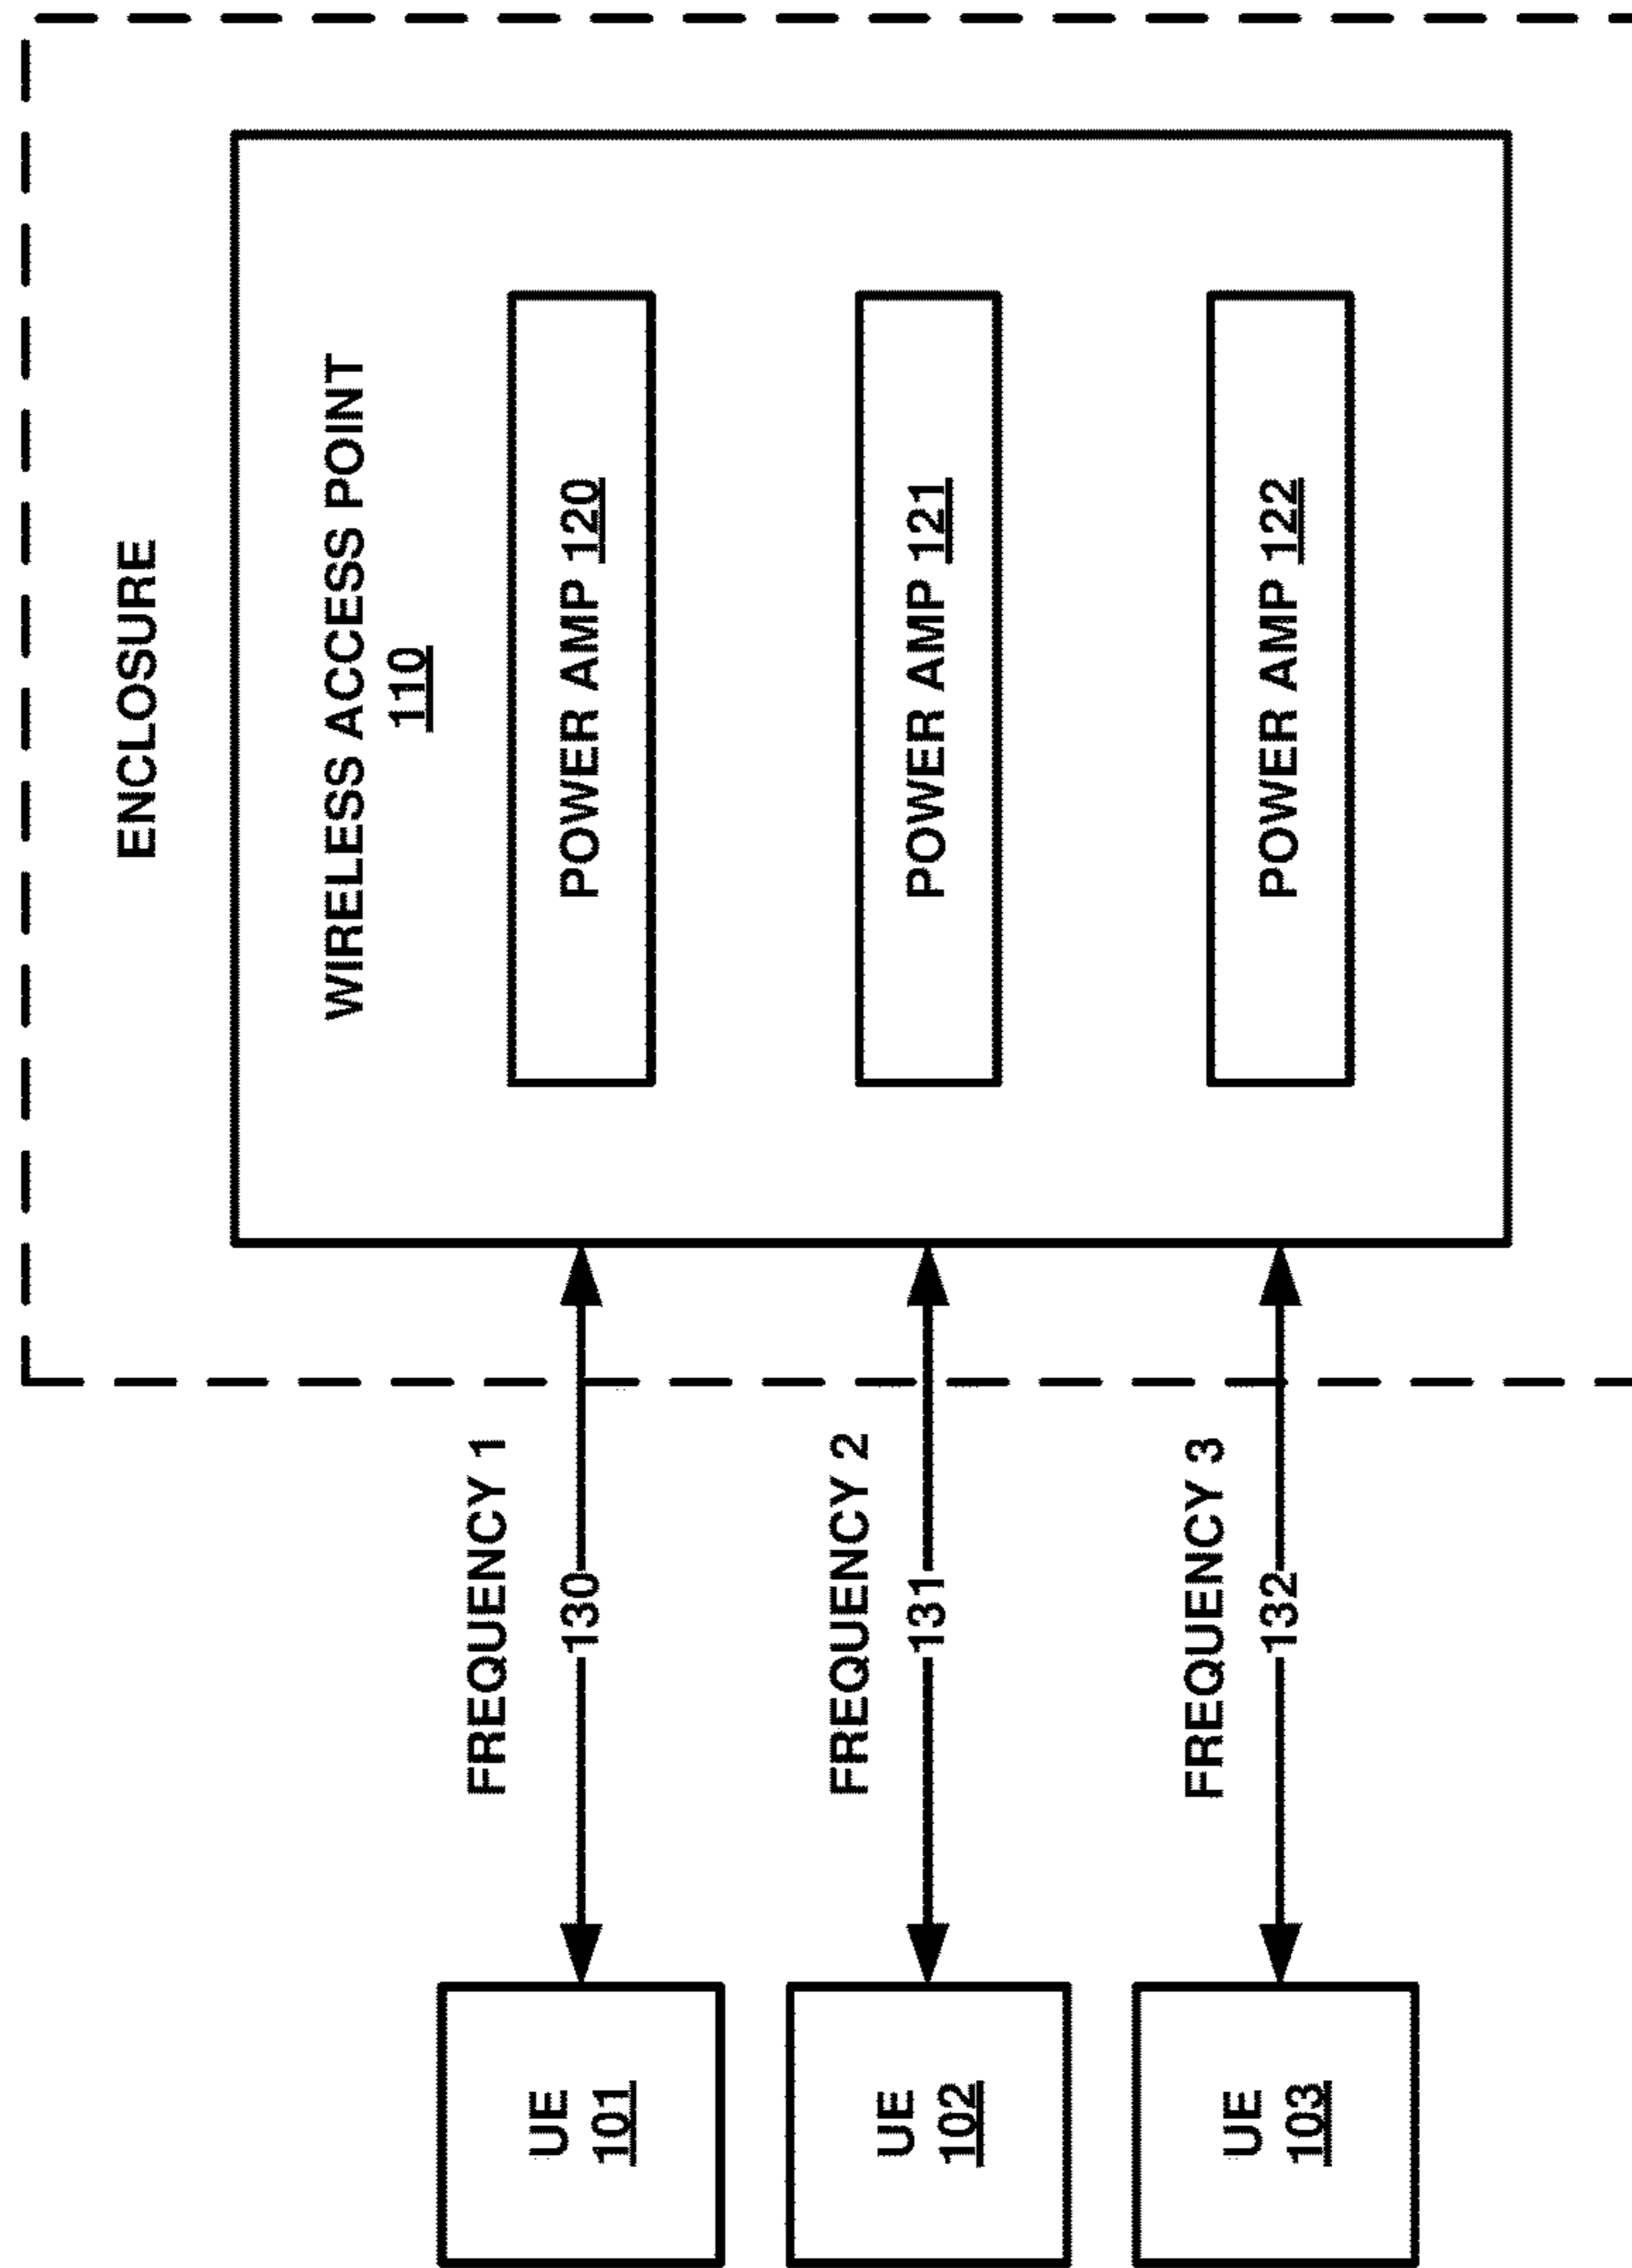 ENCLOSURE
WIRELESS ACCESS POINT
110
POWER AMP 120
POWER AMP 121
POWER AMP 122
FREQUENCY 1
130
FREQUENCY 2
131
FREQUENCY 3
132
UE
101
UE
102
UE
103